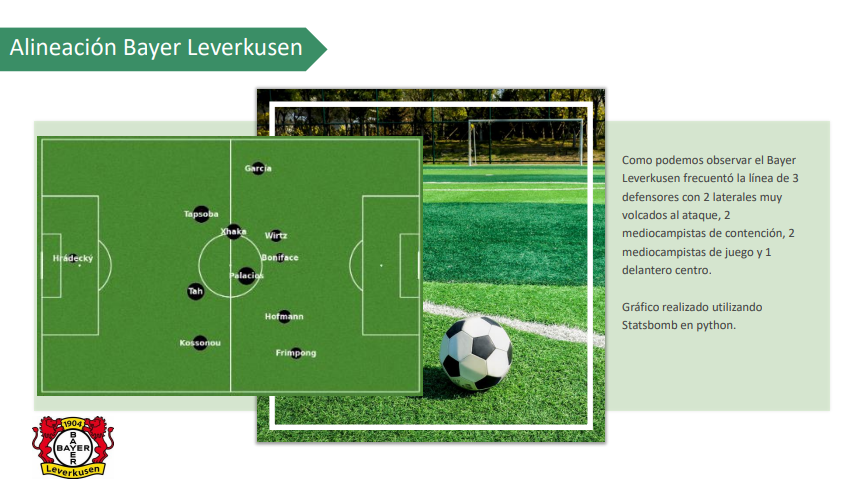 Alineación Bayer Leverkusen
García
Tapsoba
Xhaka
Wirtz
Hrádecký
Boniface
Palacios
Tah
Hofmann
Kossonou
Frimpong
Como podemos observar el Bayer
Leverkusen frecuentó la línea de 3
defensores con 2 laterales muy
volcados al ataque, 2
mediocampistas de contención, 2
mediocampistas de juego y 1
delantero centro.
Gráfico realizado utilizando
Statsbomb en python.
1904
BAYER
BAYER
Leverkusen